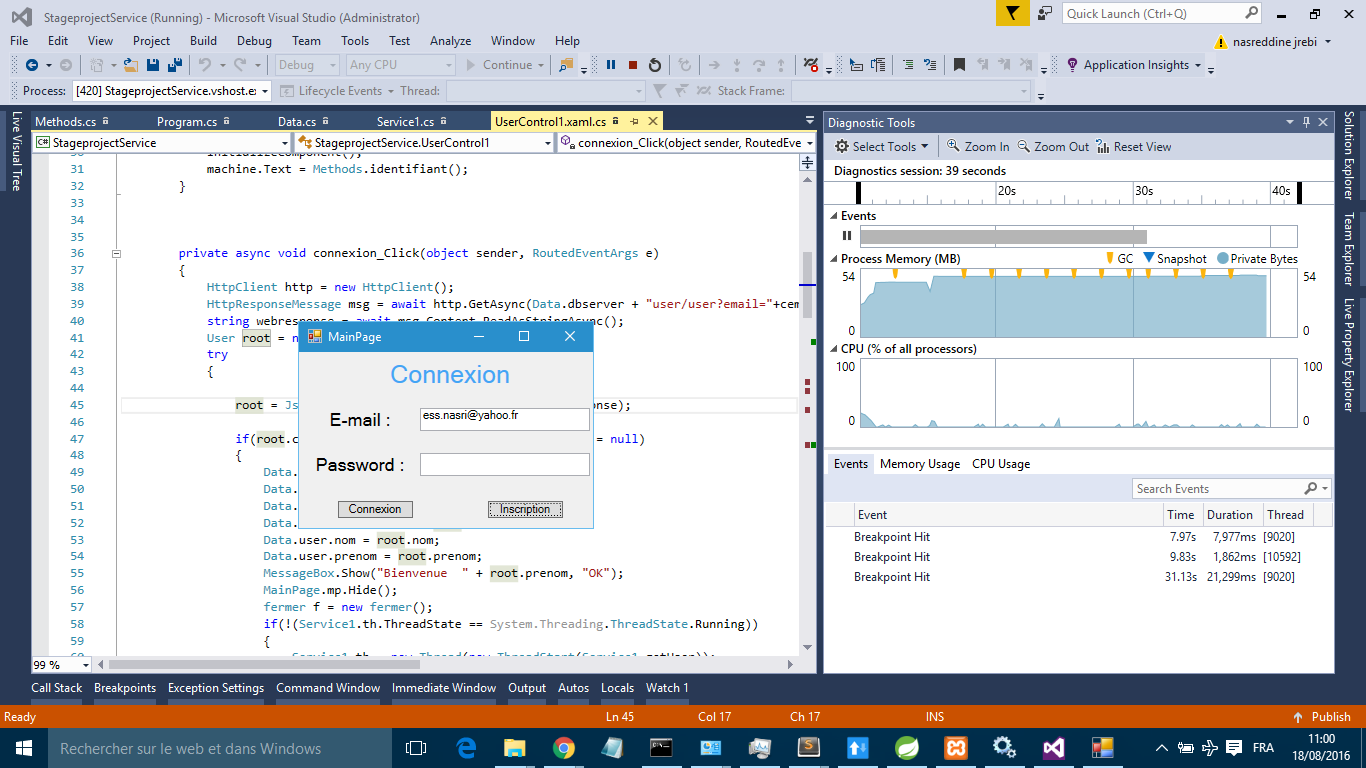 StageprojectService (Running) - Microsoft Visual Studio (Administrator)
Quick Launch (Ctrl+Q)
File Edit View Project Build Debug Team Tools Test Analyze Window Help
nasreddine jrebi
Debug Any CPU Continue Application Insights
Process: [420] StageprojectService.vshost.ex Lifecycle Events Thread: Stack Frame:
Live Visual Tree
Methods.cs Program.cs Data.cs Service1.cs UserControl1.xaml.cs
StageprojectService StageprojectService.UserControl1 connexion_Click(object sender, RoutedEve
31 machine.Text = Methods.identifiant();
32 }
33
34
35
36 private async void connexion_Click(object sender, RoutedEventArgs e)
37 {
38 HttpClient http = new HttpClient();
39 HttpResponseMessage msg = await http.GetAsync(Data.dbserver + "user/user?email="+cem
40 string webresponse = await msg.Content.ReadAsStringAsync();
41 User root = n
42 try
43 {
44
45 root = Js nse);
46
47 if(root.c = null)
48 {
49 Data.
50 Data.
51 Data.
52 Data.
53 Data.user.nom = root.nom;
54 Data.user.prenom = root.prenom;
55 MessageBox.Show("Bienvenue " + root.prenom, "OK");
56 MainPage.mp.Hide();
57 fermer f = new fermer();
58 if(!(Service1.th.ThreadState == System.Threading.ThreadState.Running))
59 {
99 %
MainPage
Connexion
E-mail : ess.nasri@yahoo.fr
Password :
Connexion Inscription
Diagnostic Tools
Select Tools Zoom In Zoom Out Reset View
Diagnostics session: 39 seconds
20s 30s 40s
Events
Process Memory (MB) GC Snapshot Private Bytes
54 54
0 0
CPU (% of all processors)
100 100
0 0
Events Memory Usage CPU Usage
Search Events
Event Time Duration Thread
Breakpoint Hit 7.97s 7,977ms [9020]
Breakpoint Hit 9.83s 1,862ms [10592]
Breakpoint Hit 31.13s 21,299ms [9020]
Solution Explorer
Team Explorer
Live Property Explorer
Call Stack Breakpoints Exception Settings Command Window Immediate Window Output Autos Locals Watch 1
Ready Ln 45 Col 17 Ch 17 INS Publish
Rechercher sur le web et dans Windows
FRA
11:00
18/08/2016